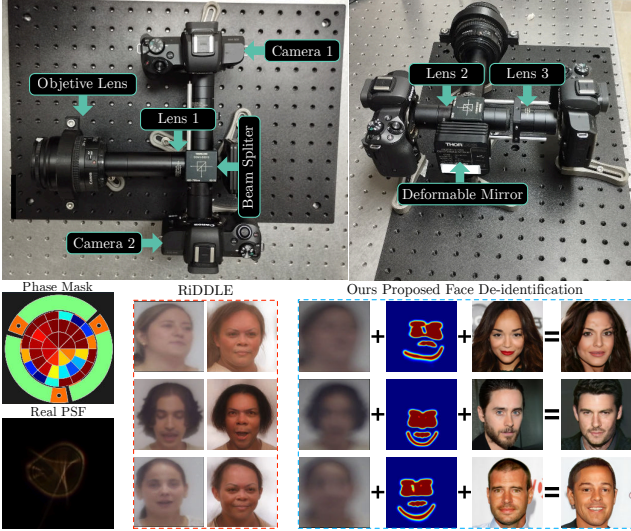 Camera 1
Objetive Lens
Lens 1
Beam Spliter
Camera 2
Lens 2
Lens 3
THOR
Deformable Mirror
Phase Mask
RiDDLE
Ours Proposed Face De-identification
+
+
=
+
+
=
+
+
=
Real PSF